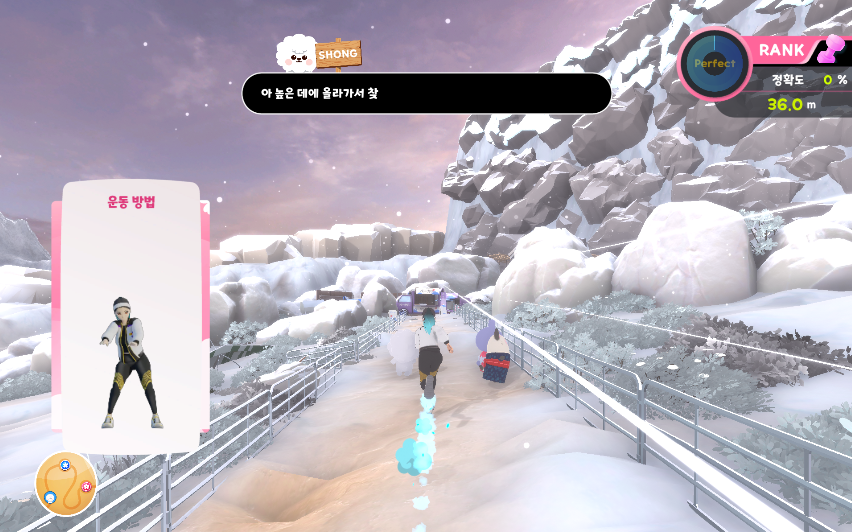 SHONG
아 높은 데에 올라가서 찾
RANK
Perfect
정확도 0 %
36.0 m
운동 방법